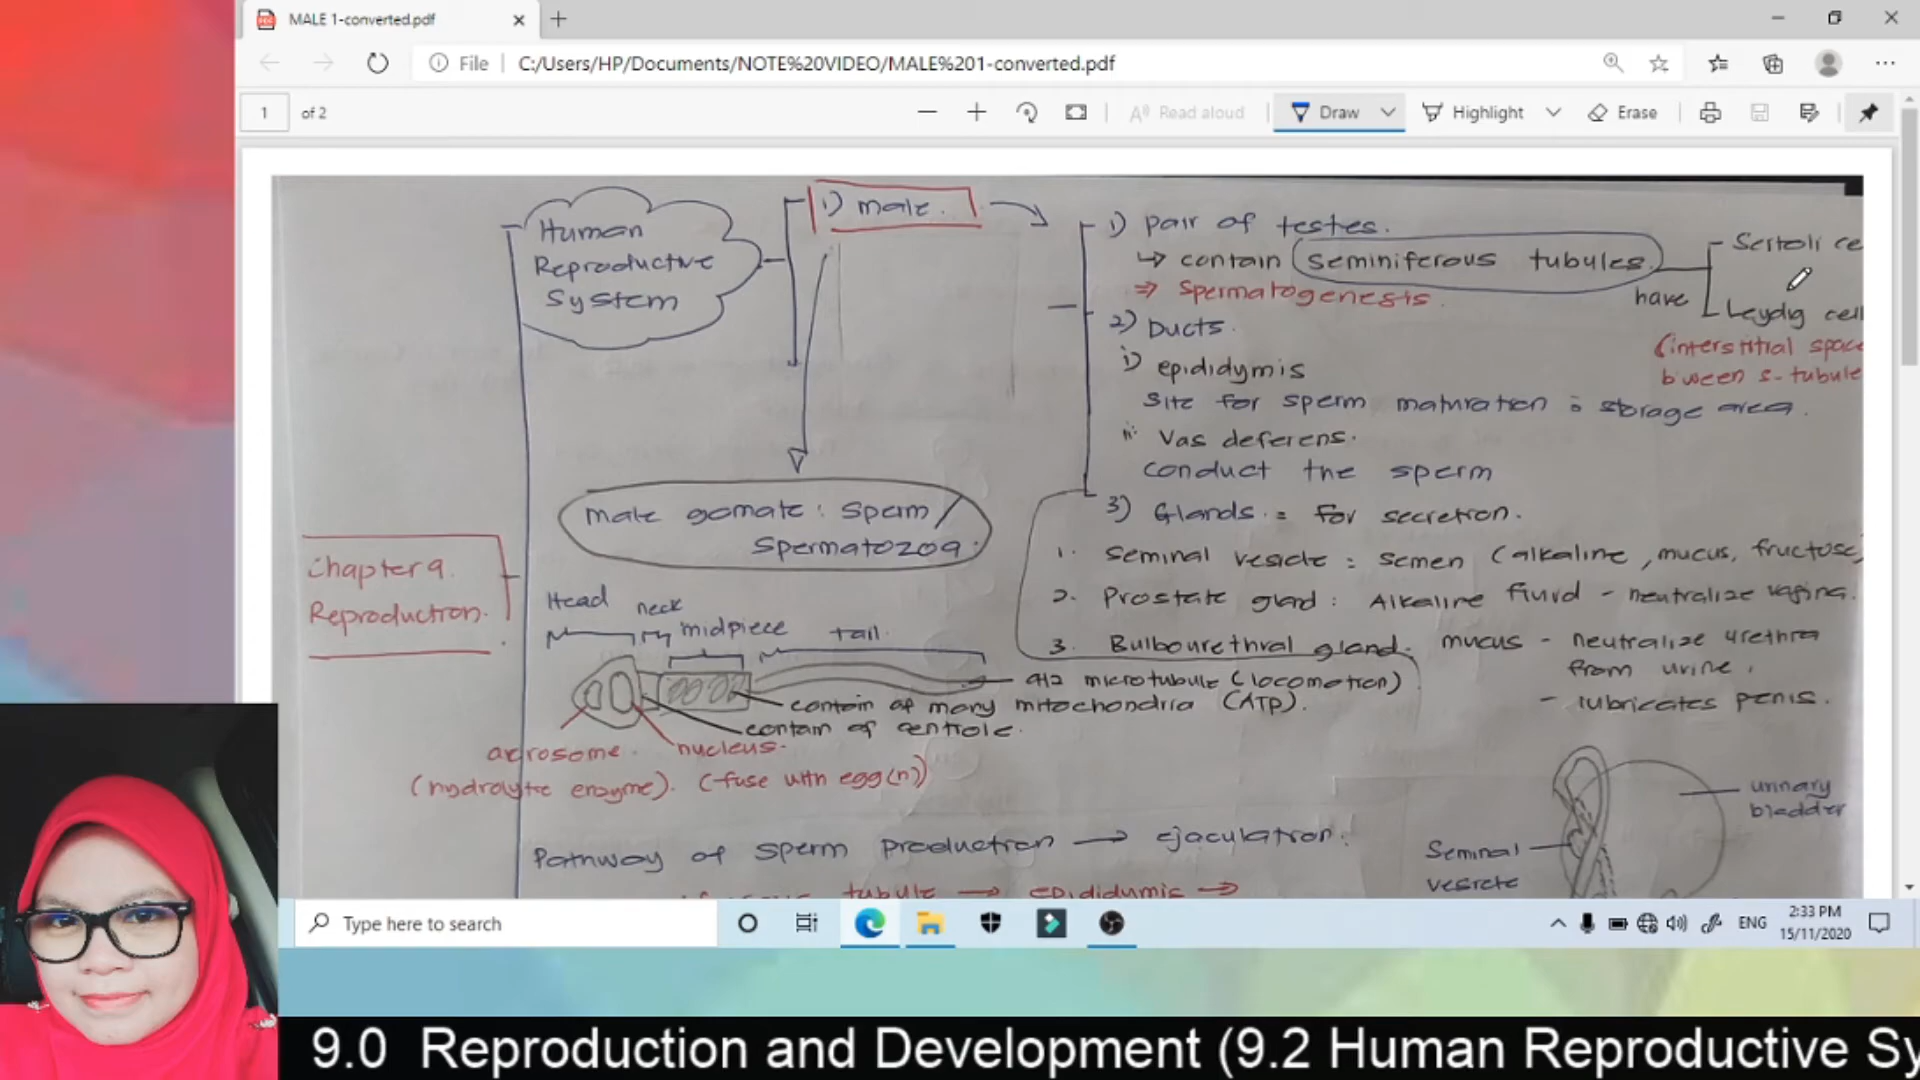 MALE 1-converted.pdf
File C:/Users/HP/Documents/NOTE%20VIDEO/MALE%201-converted.pdf
1 of 2 Read aloud Draw Highlight Erase
Human
Reproductive
System
1) male.
1) pair of testes.
↳ contain seminiferous tubules.
⇒ Spermatogenesis.
have
Sertoli ce
Leydig cell
(interstitial space
b'ween s-tubule
2) Ducts.
i) epididymis
Site for sperm maturation & storage area.
ii Vas deferens.
Conduct the sperm
3) Glands = for secretion.
1. Seminal vesicle : semen (alkaline, mucus, fructose,
2. Prostate glad : Alkaline fluid - neutralize vagina.
3. Bulbourethral gland. mucus - neutralize urethra
from urine.
- lubricates penis.
male gamate : sperm/
spermatozoa.
Chapter 9.
Reproduction.
Head neck midpiece tail
9+2 microtubule (locomotion)
contain of many mitochondria (ATP).
contain of centriole.
acrosome.
(hydrolytic enzyme).
nucleus.
(fuse with egg(n))
Pathway of sperm production → ejaculation.
tubule → epididymis →
urinary
bladder
Seminal
vesicle
Type here to search
ENG
2:33 PM
15/11/2020
9.0 Reproduction and Development (9.2 Human Reproductive Sy